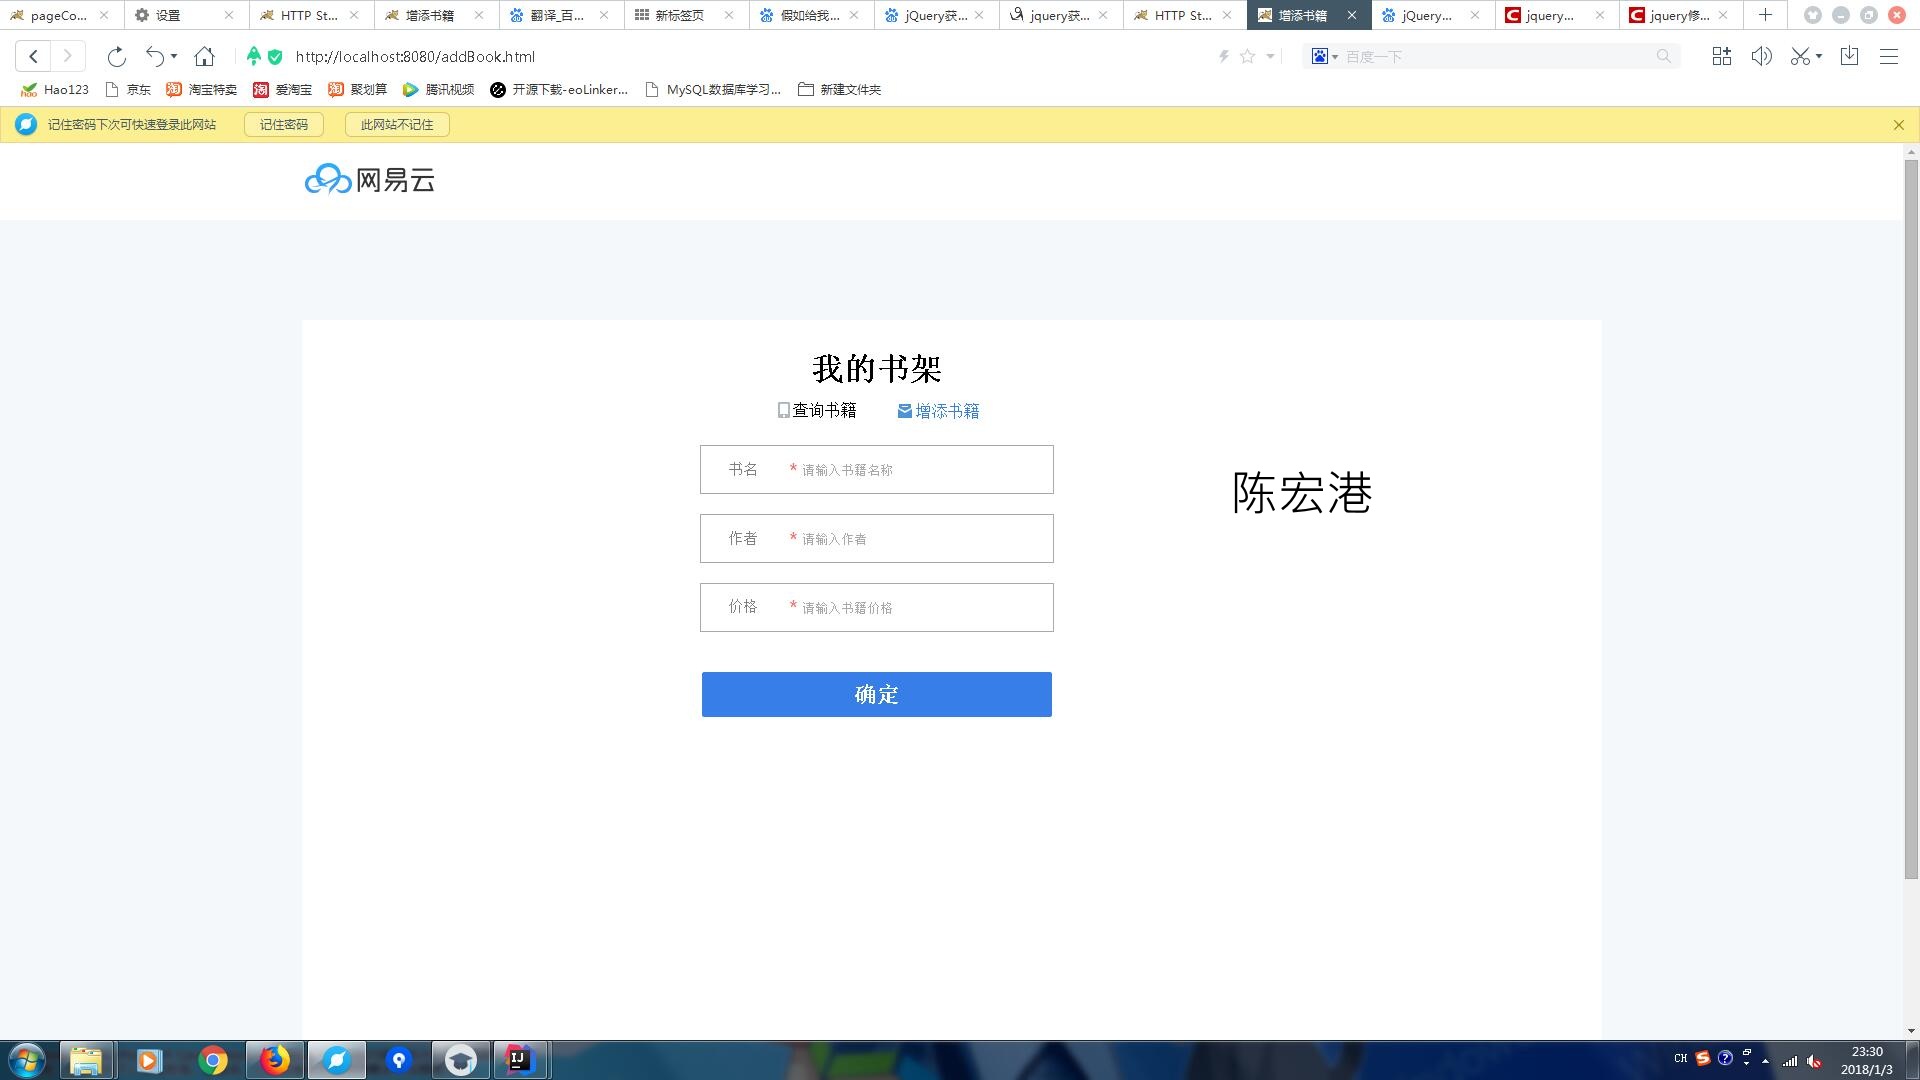 pageCo...
设置
HTTP St...
增添书籍
翻译_百...
新标签页
假如给我...
jQuery获...
jquery获...
HTTP St...
增添书籍
jQuery...
jquery...
jquery修...
http://localhost:8080/addBook.html
百度一下
Hao123
京东
淘宝特卖
爱淘宝
聚划算
腾讯视频
开源下载-eoLinker...
MySQL数据库学习...
新建文件夹
记住密码下次可快速登录此网站
记住密码
此网站不记住
网易云
我的书架
查询书籍
增添书籍
书名 * 请输入书籍名称
陈宏港
作者 * 请输入作者
价格 * 请输入书籍价格
确定
CH
23:30
2018/1/3